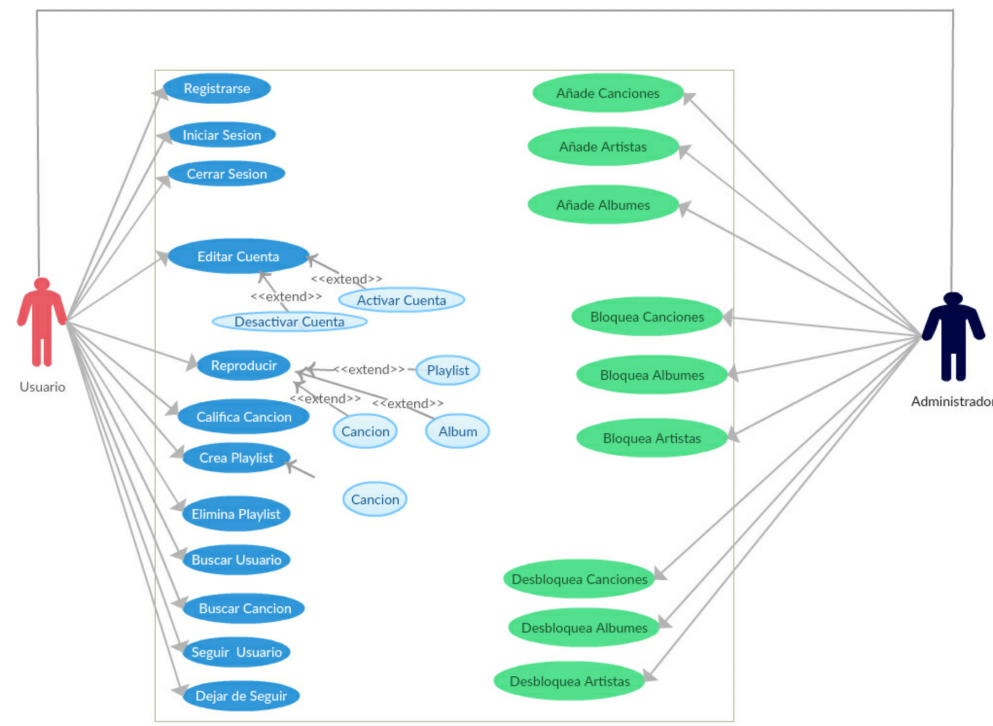 Registrarse
Iniciar Sesion
Cerrar Sesion
Editar Cuenta
<<extend>>
Activar Cuenta
<<extend>>
Desactivar Cuenta
Reproducir
<<extend>>
Playlist
<<extend>>
<<extend>>
Califica Cancion
Cancion
Album
Crea Playlist
Cancion
Elimina Playlist
Buscar Usuario
Buscar Cancion
Seguir Usuario
Dejar de Seguir
Usuario
Añade Canciones
Añade Artistas
Añade Albumes
Bloquea Canciones
Bloquea Albumes
Bloquea Artistas
Desbloquea Canciones
Desbloquea Albumes
Desbloquea Artistas
Administrador